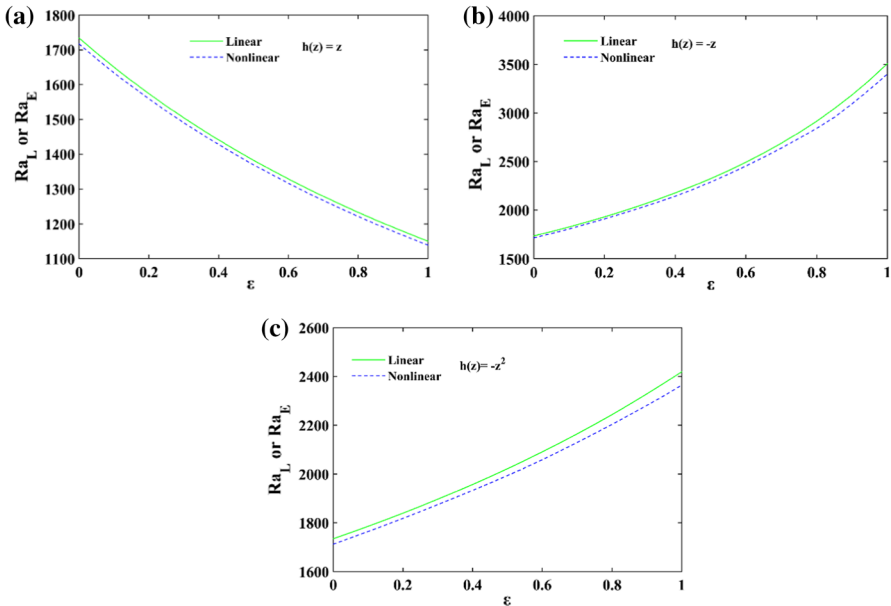 (a)
1800
1700
1600
1500
1400
1300
1200
1100
0
0.2
0.4
0.6
0.8
1
Ra_L or Ra_E
ε
Linear
Nonlinear
h(z) = z
(b)
4000
3500
3000
2500
2000
1500
0
0.2
0.4
0.6
0.8
1
Ra_L or Ra_E
ε
Linear
Nonlinear
h(z) = -z
(c)
2600
2400
2200
2000
1800
1600
0
0.2
0.4
0.6
0.8
1
Ra_L or Ra_E
ε
Linear
Nonlinear
h(z)= -z²